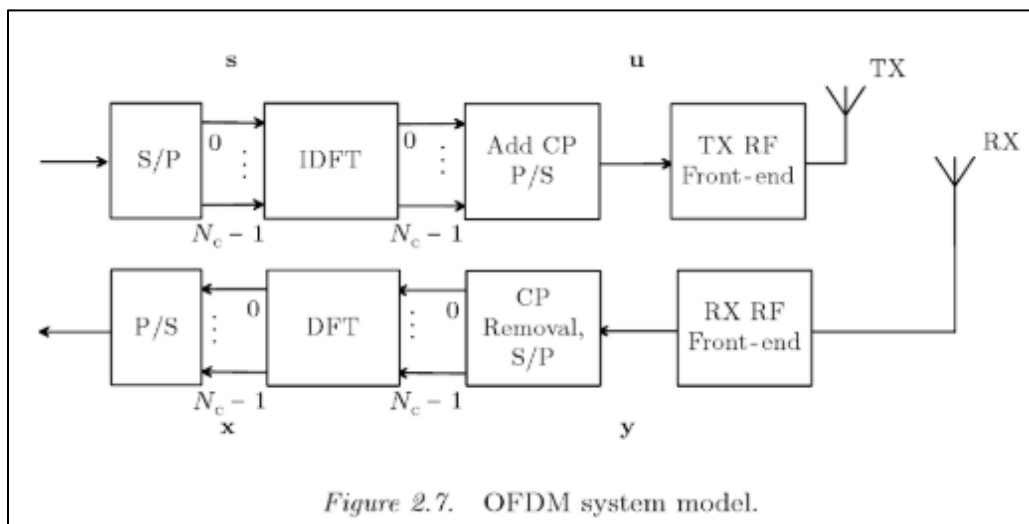 s
u
TX
RX
S/P
0
⋮
N_c − 1
IDFT
0
⋮
N_c − 1
Add CP
P/S
TX RF
Front-end
P/S
0
⋮
N_c − 1
DFT
0
⋮
N_c − 1
CP
Removal,
S/P
RX RF
Front-end
x
y
Figure 2.7. OFDM system model.